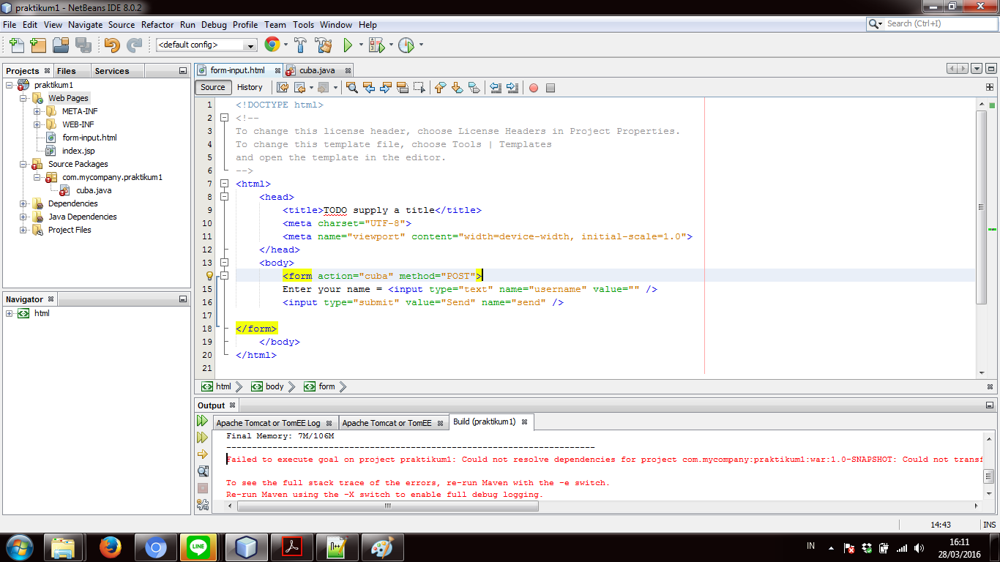 praktikum1 - NetBeans IDE 8.0.2
File Edit View Navigate Source Refactor Run Debug Profile Team Tools Window Help
Search (Ctrl+I)
<default config>
Projects Files Services
praktikum1
Web Pages
META-INF
WEB-INF
form-input.html
index.jsp
Source Packages
com.mycompany.praktikum1
cuba.java
Dependencies
Java Dependencies
Project Files
Navigator
html
form-input.html cuba.java
Source History
1 <!DOCTYPE html>
2 <!--
3 To change this license header, choose License Headers in Project Properties.
4 To change this template file, choose Tools | Templates
5 and open the template in the editor.
6 -->
7 <html>
8 <head>
9 <title>TODO supply a title</title>
10 <meta charset="UTF-8">
11 <meta name="viewport" content="width=device-width, initial-scale=1.0">
12 </head>
13 <body>
<form action="cuba" method="POST">
15 Enter your name = <input type="text" name="username" value="" />
16 <input type="submit" value="Send" name="send" />
17
18 </form>
19 </body>
20 </html>
21
html body form
Output
Apache Tomcat or TomEE Log Apache Tomcat or TomEE Build (praktikum1)
Final Memory: 7M/106M
------------------------------------------------------------------------
Failed to execute goal on project praktikum1: Could not resolve dependencies for project com.mycompany:praktikum1:war:1.0-SNAPSHOT: Could not transf
To see the full stack trace of the errors, re-run Maven with the -e switch.
Re-run Maven using the -X switch to enable full debug logging.
14:43 INS
LINE
IN
16:11
28/03/2016